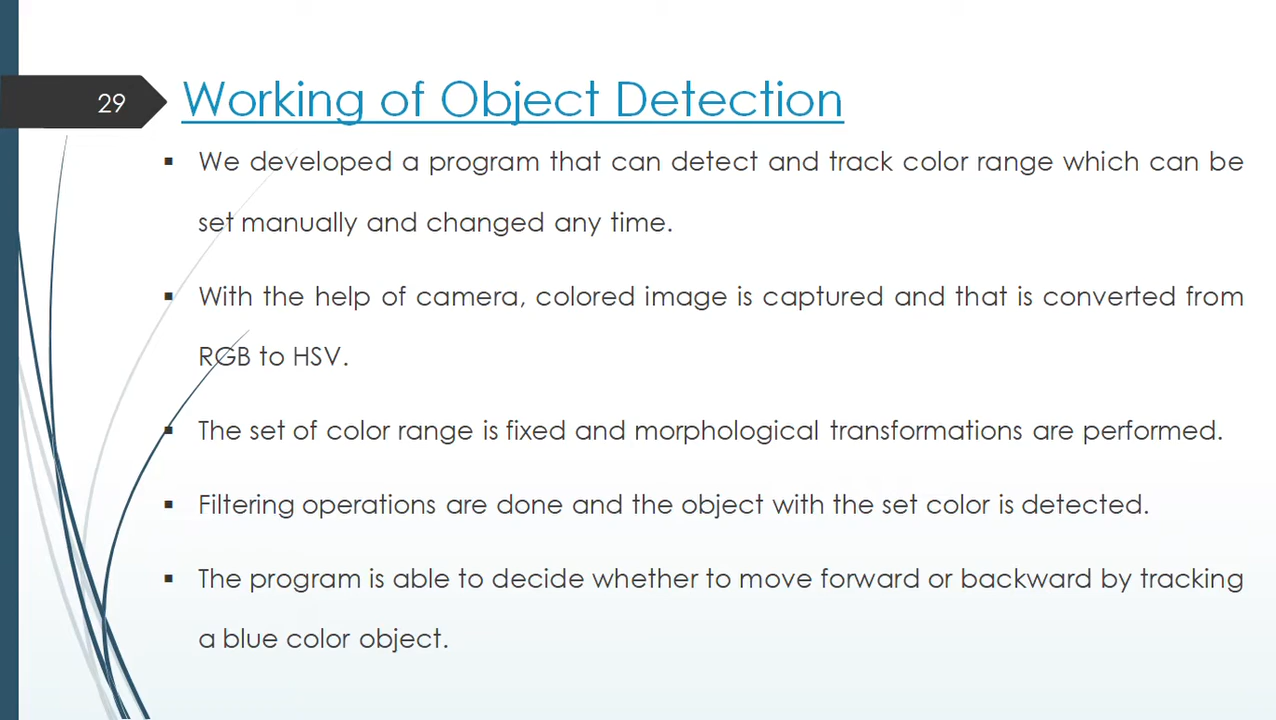 29
Working of Object Detection
▪ We developed a program that can detect and track color range which can be
set manually and changed any time.
▪ With the help of camera, colored image is captured and that is converted from
RGB to HSV.
▪ The set of color range is fixed and morphological transformations are performed.
▪ Filtering operations are done and the object with the set color is detected.
▪ The program is able to decide whether to move forward or backward by tracking
a blue color object.